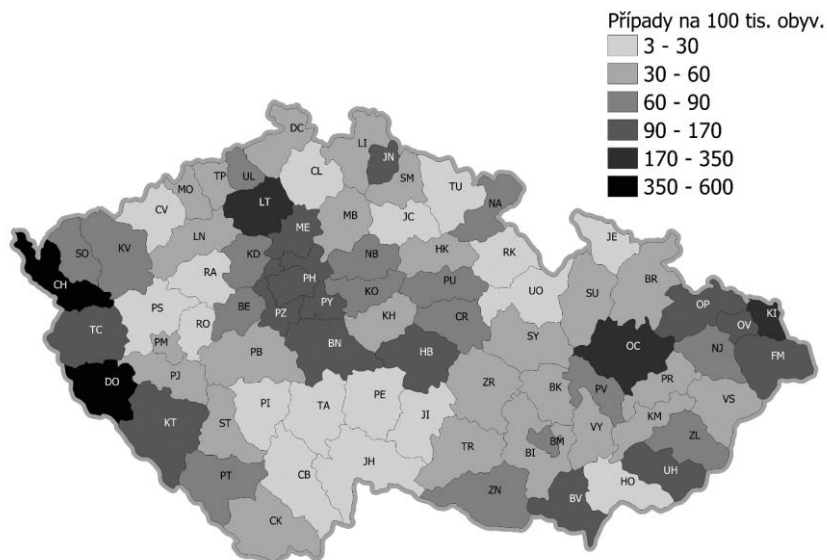 Případy na 100 tis. obyv.
3 - 30
30 - 60
60 - 90
90 - 170
170 - 350
350 - 600
DC
LI
JN
TP
UL
CL
SM
TU
MO
CV
LT
ME
MB
JC
NA
LN
SO
KV
KD
NB
HK
RK
JE
RA
PH
BR
CH
KO
PU
UO
SU
PS
BE
PY
OP
KI
RO
PZ
KH
CR
OV
TC
PM
BN
HB
SY
OC
NJ
FM
PB
DO
PJ
ZR
BK
PV
PR
VS
KT
ST
PI
TA
PE
JI
KM
TR
BI
BM
VY
ZL
PT
CB
JH
ZN
BV
HO
UH
CK